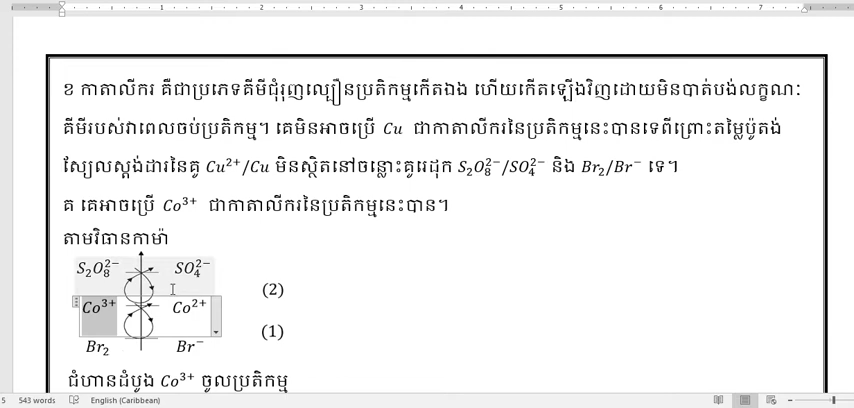 1 2 3 4 5 6 7
ខ កាតាលីករ គឺជាប្រភេទគីមីជុំរុញល្បឿនប្រតិកម្មកើតឯង ហើយកើតឡើងវិញដោយមិនបាត់បង់លក្ខណៈ
គីមីរបស់វាពេលចប់ប្រតិកម្ម។ គេមិនអាចប្រើ Cu ជាកាតាលីករនៃប្រតិកម្មនេះបានទេពីព្រោះតម្លៃប៉ូតង់
ស្យែលស្តង់ដារនៃគូ Cu²⁺/Cu មិនស្ថិតនៅចន្លោះគូរេដុក S₂O₈²⁻/SO₄²⁻ និង Br₂/Br⁻ ទេ។
គ គេអាចប្រើ Co³⁺ ជាកាតាលីករនៃប្រតិកម្មនេះបាន។
តាមវិធានកាម៉ា
S₂O₈²⁻ SO₄²⁻
(2)
Co³⁺ Co²⁺
(1)
Br₂ Br⁻
ជំហានដំបូង Co³⁺ ចូលប្រតិកម្ម
5 543 words English (Caribbean)